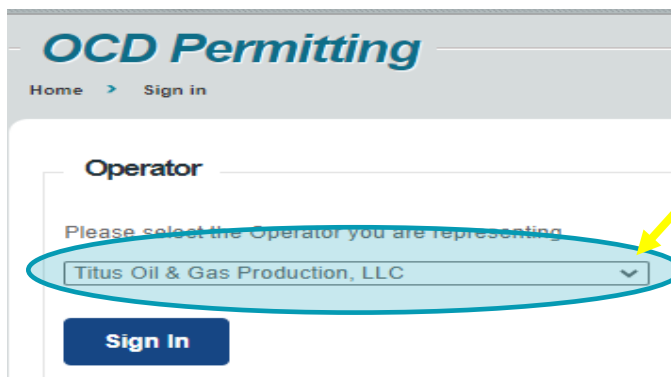 OCD Permitting
Home > Sign in
Operator
Please select the Operator you are representing
Titus Oil & Gas Production, LLC
Sign In